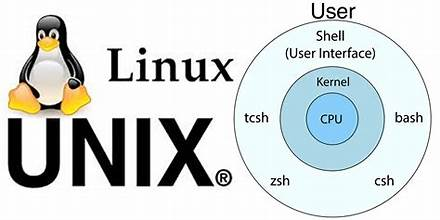 Linux
UNIX®
User
Shell
(User Interface)
Kernel
CPU
tcsh
bash
zsh
csh